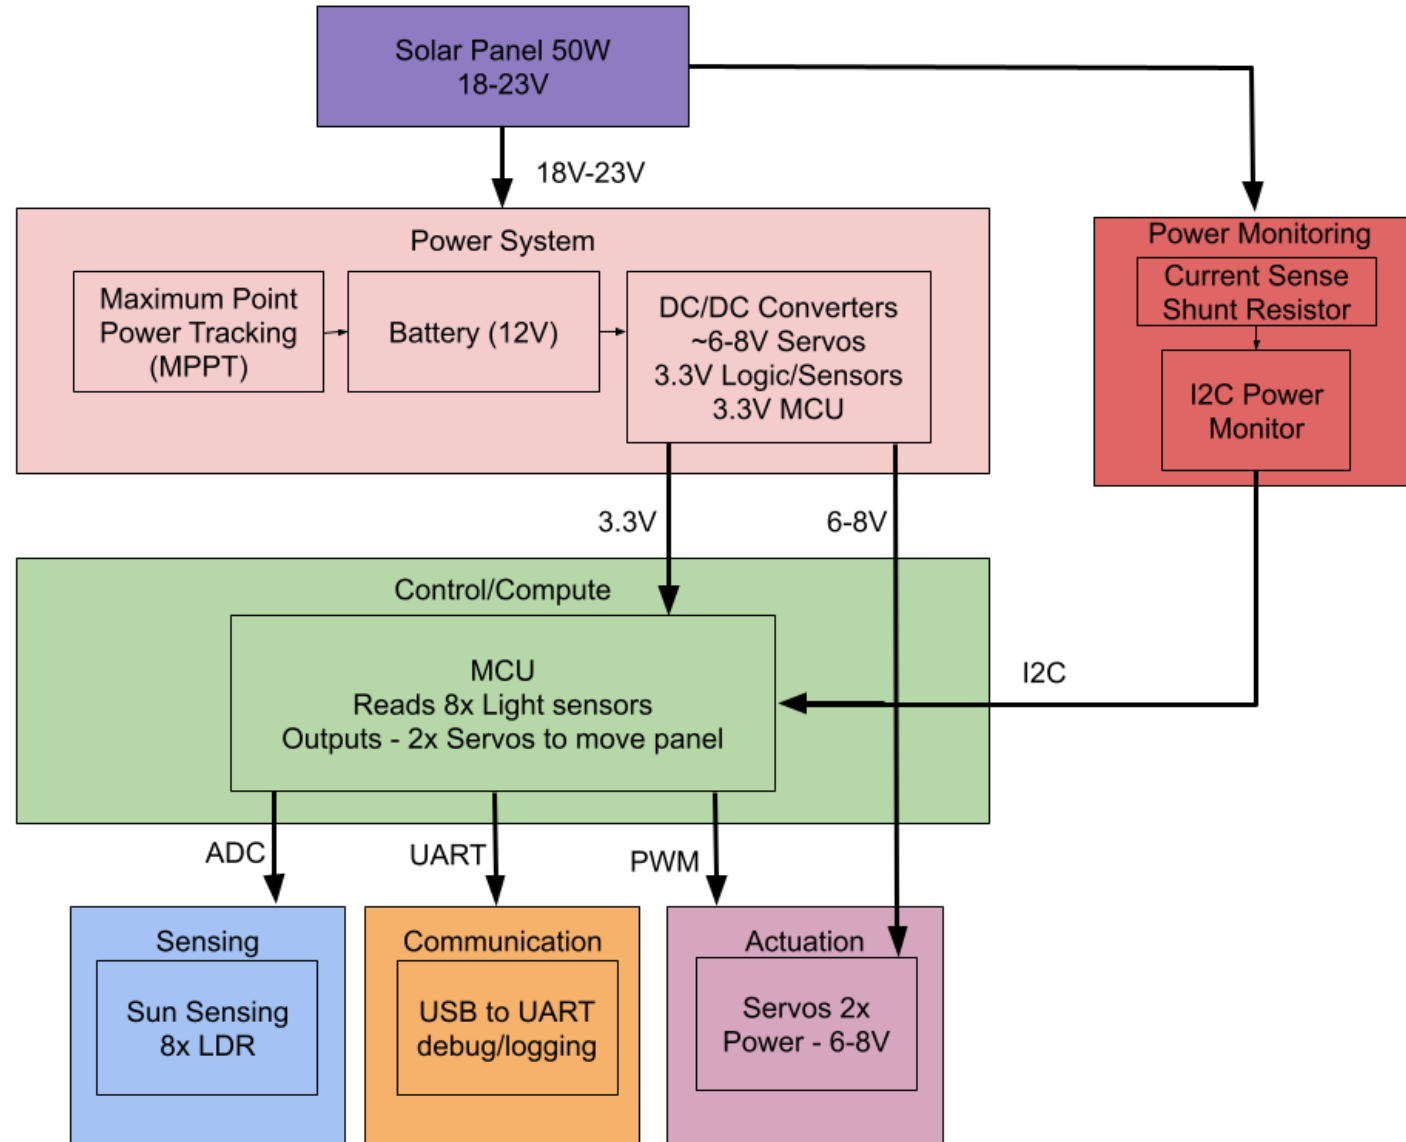 Solar Panel 50W
18-23V
18V-23V
Power System
Maximum Point
Power Tracking
(MPPT)
Battery (12V)
DC/DC Converters
~6-8V Servos
3.3V Logic/Sensors
3.3V MCU
Power Monitoring
Current Sense
Shunt Resistor
I2C Power
Monitor
3.3V
6-8V
Control/Compute
MCU
Reads 8x Light sensors
Outputs - 2x Servos to move panel
I2C
ADC
UART
PWM
Sensing
Sun Sensing
8x LDR
Communication
USB to UART
debug/logging
Actuation
Servos 2x
Power - 6-8V